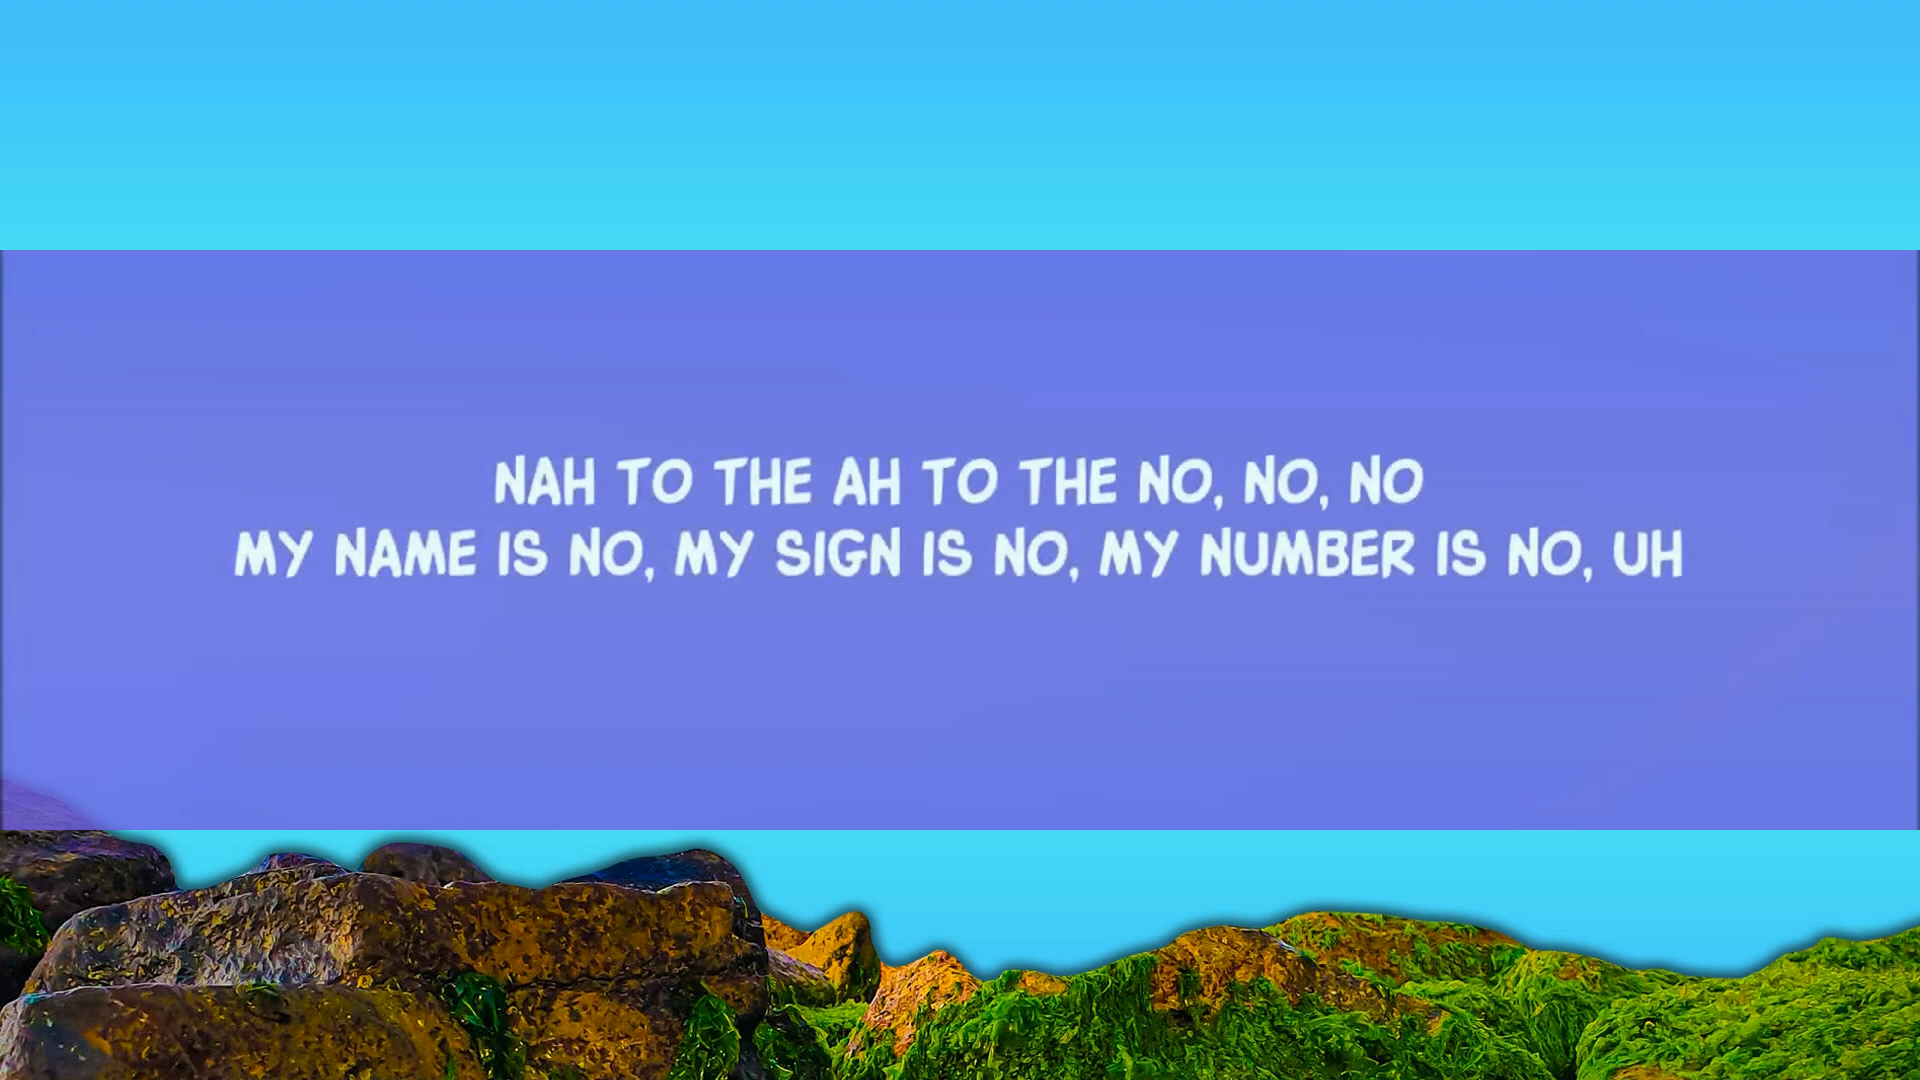 NAH TO THE AH TO THE NO, NO, NO
MY NAME IS NO, MY SIGN IS NO, MY NUMBER IS NO, UH